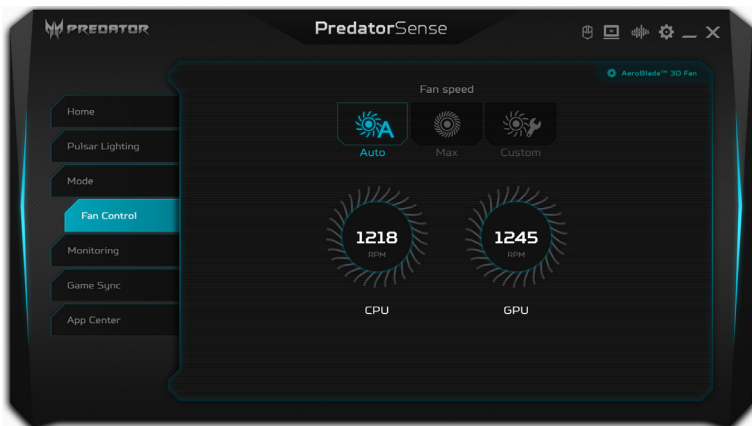 PREDATOR
PredatorSense
AeroBlade™ 3D Fan
Home
Pulsar Lighting
Mode
Fan Control
Monitoring
Game Sync
App Center
Fan speed
Auto
Max
Custom
1218
RPM
CPU
1245
RPM
GPU